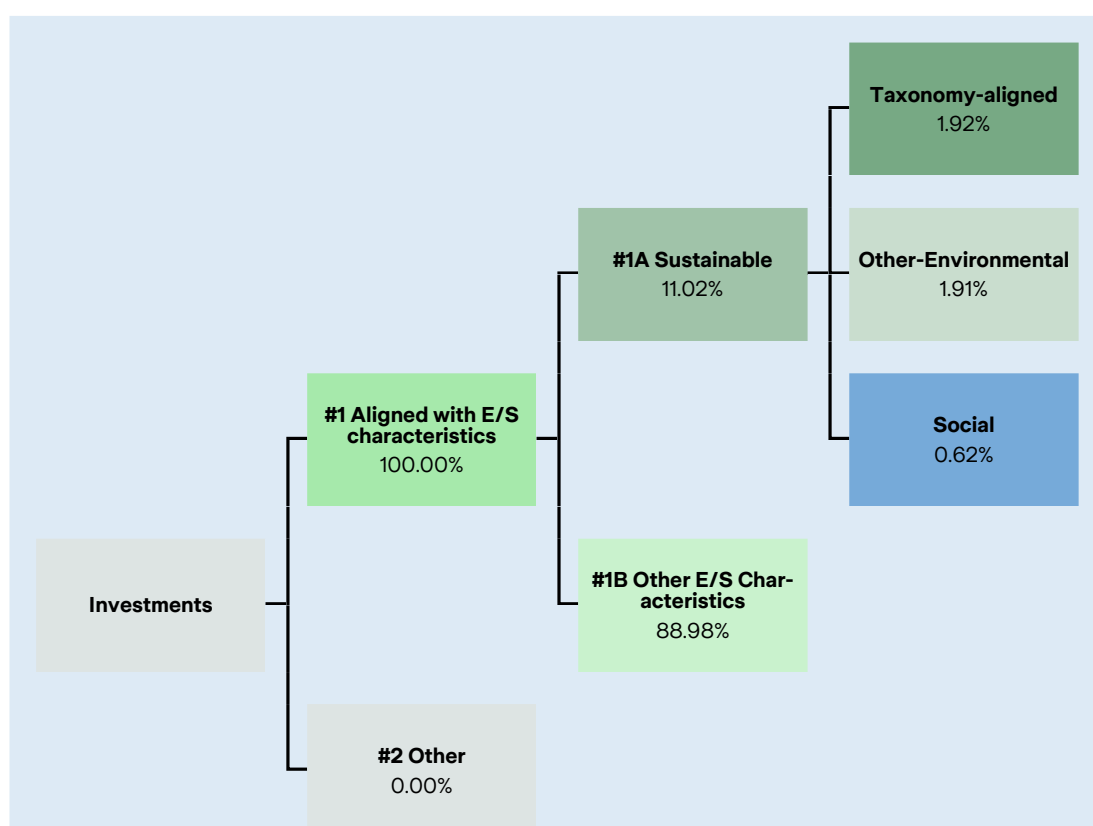 Taxonomy-aligned
1.92%
#1A Sustainable
11.02%
Other-Environmental
1.91%
#1 Aligned with E/S
characteristics
100.00%
Social
0.62%
Investments
#1B Other E/S Char-
acteristics
88.98%
#2 Other
0.00%